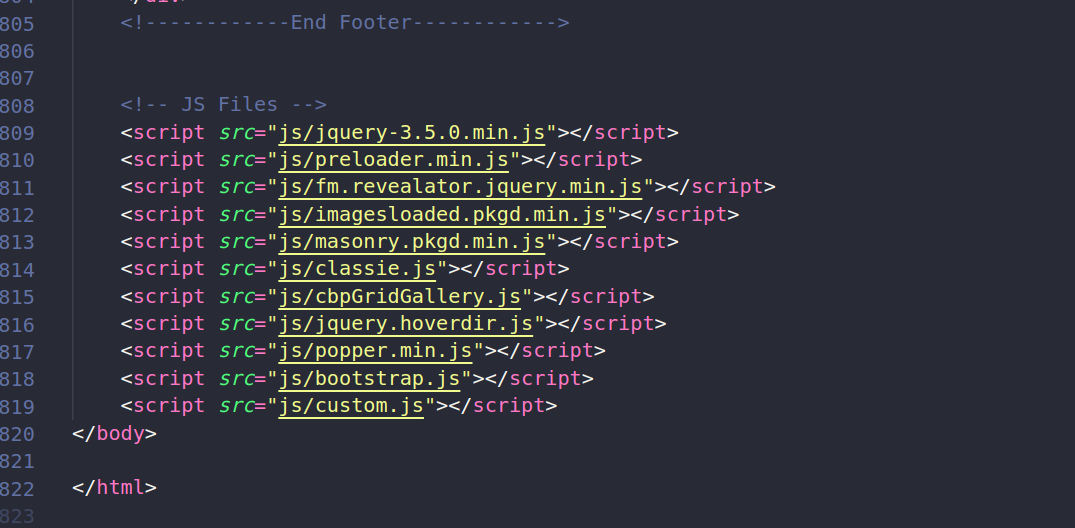 804 </div>
805 <!------------End Footer------------>
806
807
808 <!-- JS Files -->
809 <script src="js/jquery-3.5.0.min.js"></script>
810 <script src="js/preloader.min.js"></script>
811 <script src="js/fm.revealator.jquery.min.js"></script>
812 <script src="js/imagesloaded.pkgd.min.js"></script>
813 <script src="js/masonry.pkgd.min.js"></script>
814 <script src="js/classie.js"></script>
815 <script src="js/cbpGridGallery.js"></script>
816 <script src="js/jquery.hoverdir.js"></script>
817 <script src="js/popper.min.js"></script>
818 <script src="js/bootstrap.js"></script>
819 <script src="js/custom.js"></script>
820 </body>
821
822 </html>
823